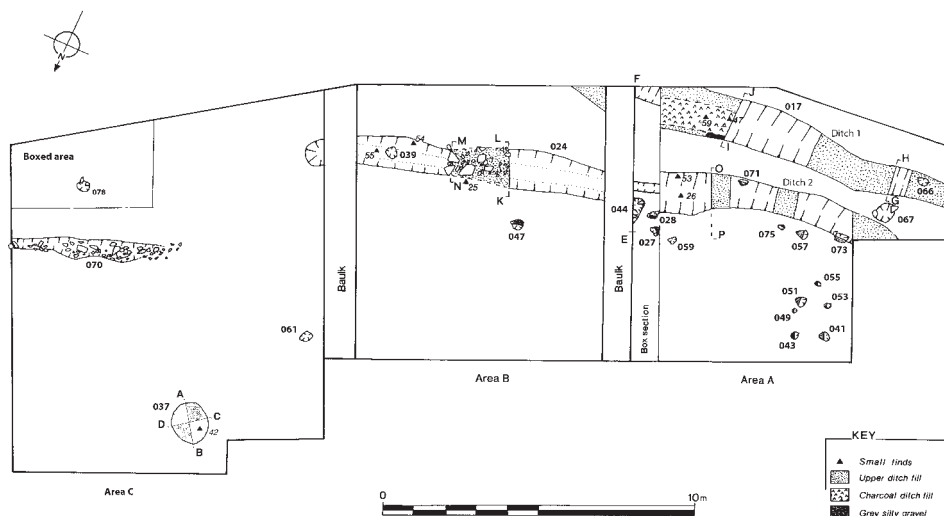 N
F
J
017
59
47
I
Ditch 1
H
066
G
067
Boxed area
078
54
55
039
M
L
N
25
K
024
53
O
071
Ditch 2
26
044
028
E
027
059
P
075
057
073
047
070
055
051
053
049
043
041
061
Baulk
Baulk
Box section
Area B
Area A
A
037
C
D
42
B
Area C
0
10m
KEY
Small finds
Upper ditch fill
Charcoal ditch fill
Grey silty gravel